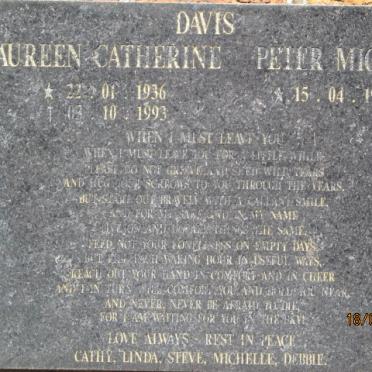 DAVIS
AUREEN CATHERINE PETER MIC
★ 22 . 01 . 1936 ★ 15 . 04 . 1
† 03 . 10 . 1993
WHEN I MUST LEAVE YOU
WHEN I MUST LEAVE YOU FOR A LITTLE WHILE
PLEASE DO NOT GRIEVE AND SHED WILD TEARS
AND HUG YOUR SORROWS TO YOU THROUGH THE YEARS,
BUT START OUT BRAVELY WITH A GALLANT SMILE,
AND FOR MY SAKE AND IN MY NAME
LIVE ON AND DO ALL THINGS THE SAME,
FEED NOT YOUR LONELINESS ON EMPTY DAYS,
BUT FILL EACH WAKING HOUR IN USEFUL WAYS,
REACH OUT YOUR HAND IN COMFORT AND IN CHEER
AND I IN TURN WILL COMFORT YOU AND HOLD YOU NEAR,
AND NEVER, NEVER BE AFRAID TO DIE,
FOR I AM WAITING FOR YOU IN THE SKY!
LOVE ALWAYS - REST IN PEACE
CATHY, LINDA, STEVE, MICHELLE, DEBBIE.
18/